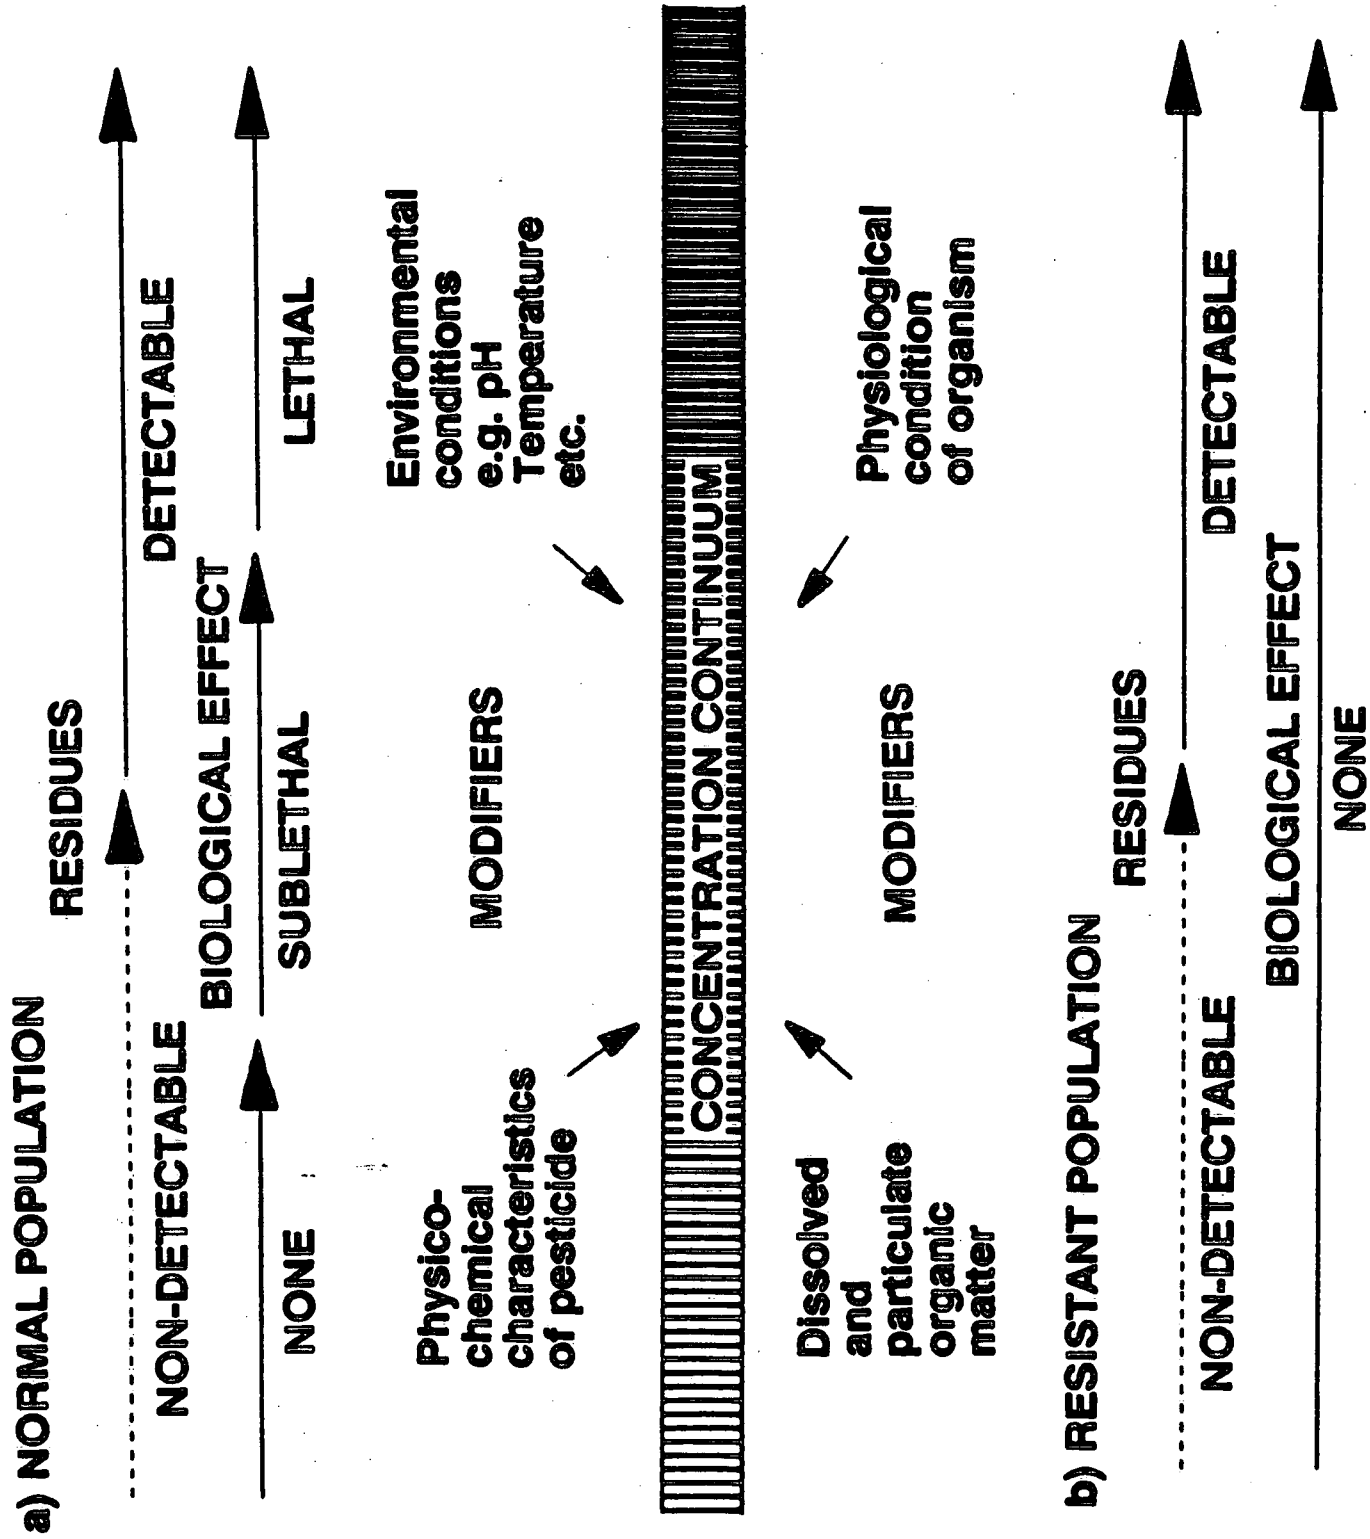 a) NORMAL POPULATION
RESIDUES
NON-DETECTABLE
DETECTABLE
BIOLOGICAL EFFECT
NONE
SUBLETHAL
LETHAL
Physico-
chemical
characteristics
of pesticide
MODIFIERS
Environmental
conditions
e.g. pH
Temperature
etc.
CONCENTRATION CONTINUUM
Dissolved
and
particulate
organic
matter
MODIFIERS
Physiological
condition
of organism
b) RESISTANT POPULATION
RESIDUES
NON-DETECTABLE
DETECTABLE
BIOLOGICAL EFFECT
NONE